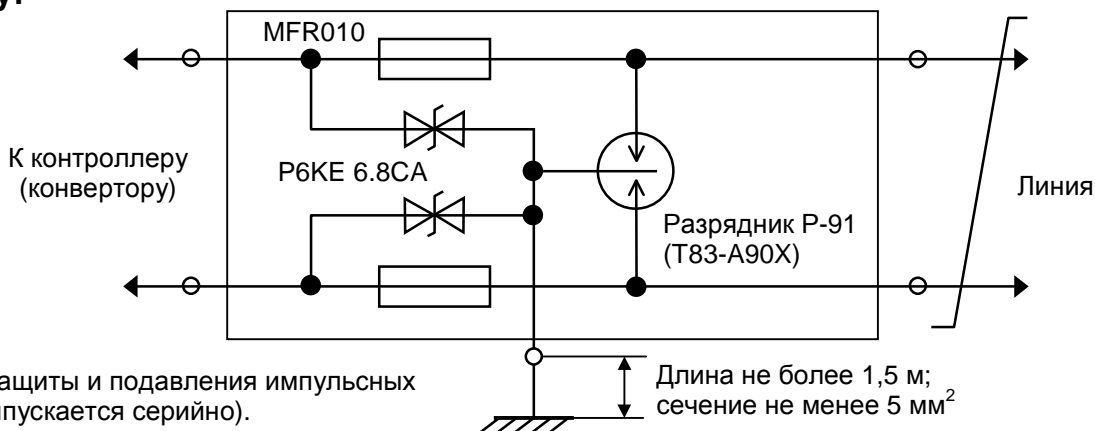 MFR010
К контроллеру
(конвертору)
P6KE 6.8CA
Линия
Разрядник Р-91
(T83-A90X)
ащиты и подавления импульсных
пускается серийно).
Длина не более 1,5 м;
сечение не менее 5 мм²